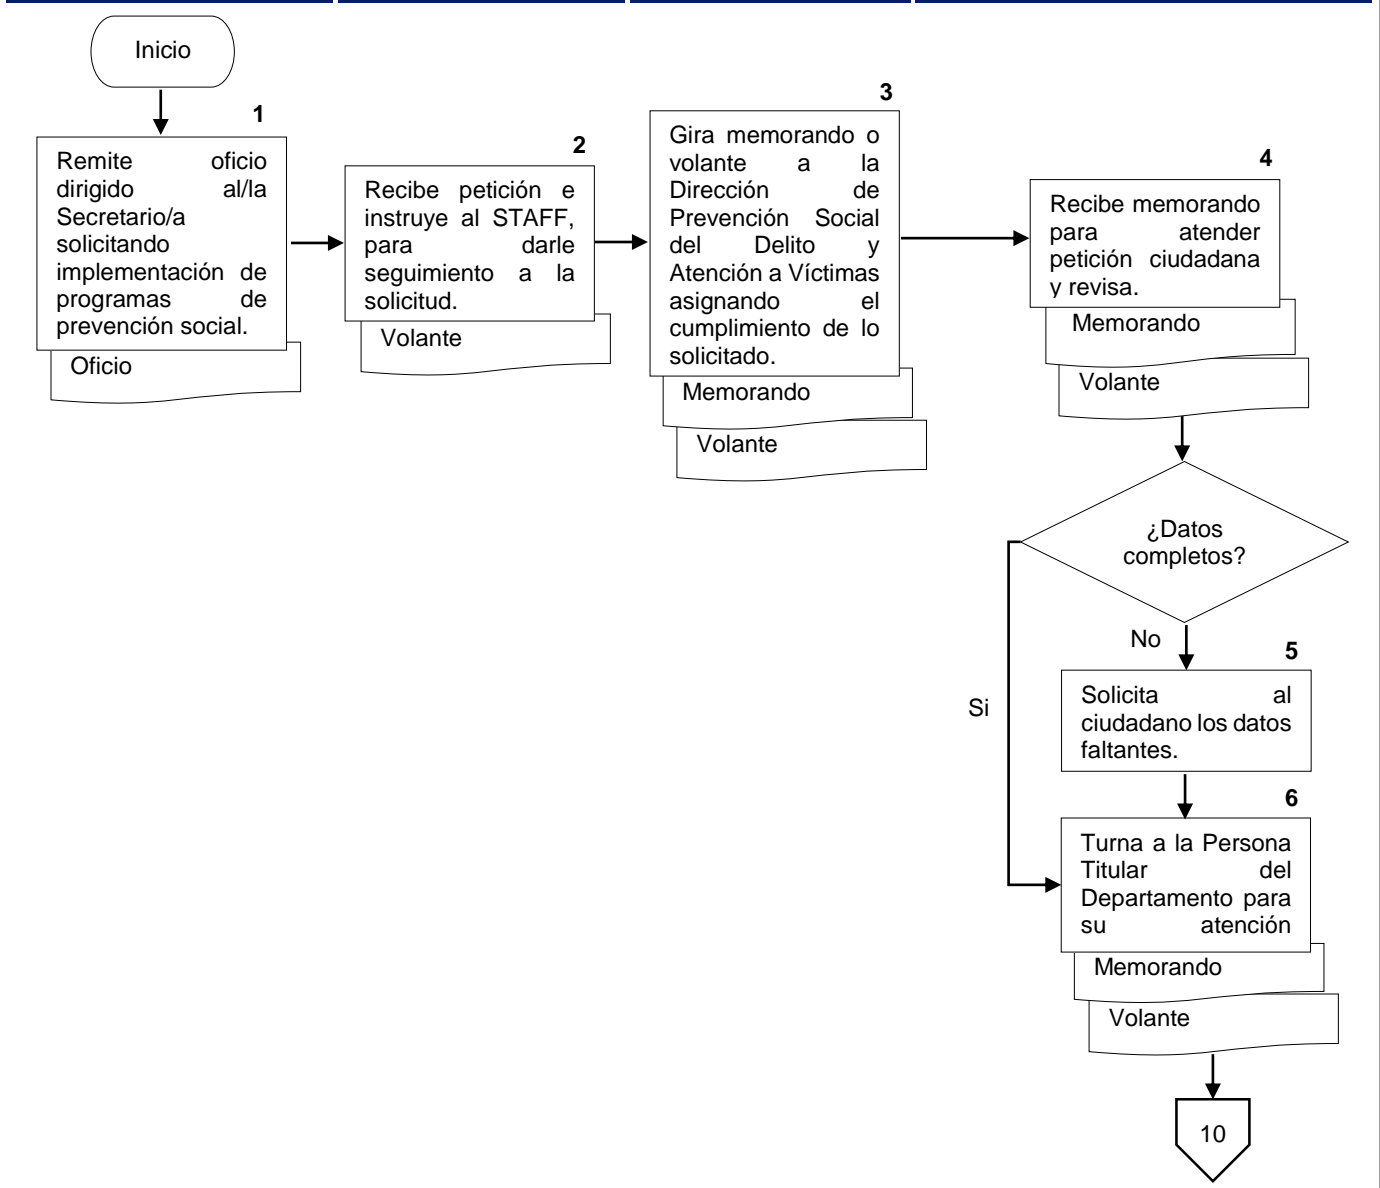 Inicio
1
Remite oficio
dirigido al/la
Secretario/a
solicitando
implementación de
programas de
prevención social.
Oficio
2
Recibe petición e
instruye al STAFF,
para darle
seguimiento a la
solicitud.
Volante
3
Gira memorando o
volante a la
Dirección de
Prevención Social
del Delito y
Atención a Víctimas
asignando el
cumplimiento de lo
solicitado.
Memorando
Volante
4
Recibe memorando
para atender
petición ciudadana
y revisa.
Memorando
Volante
¿Datos
completos?
No
Si
5
Solicita al
ciudadano los datos
faltantes.
6
Turna a la Persona
Titular del
Departamento para
su atención
Memorando
Volante
10